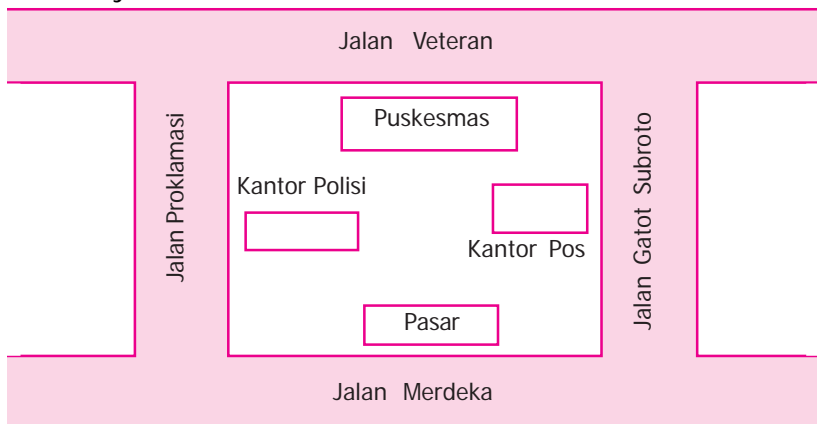 Jalan Veteran
Puskesmas
Jalan Proklamasi
Kantor Polisi
Jalan Gatot Subroto
Kantor Pos
Pasar
Jalan Merdeka